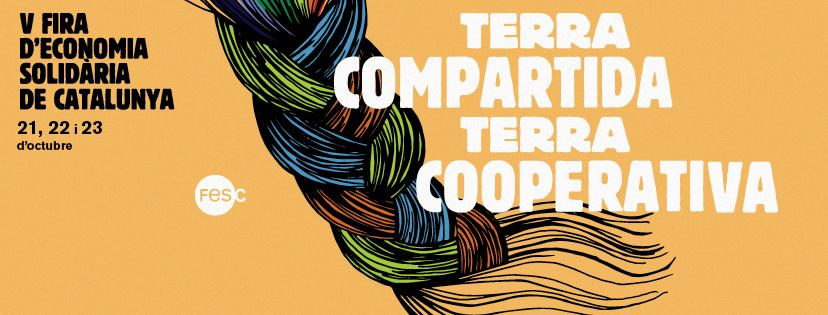 V FIRA
D'ECONOMIA
SOLIDÀRIA
DE CATALUNYA
21, 22 i 23
d'octubre
FESC
TERRA
COMPARTIDA
TERRA
COOPERATIVA